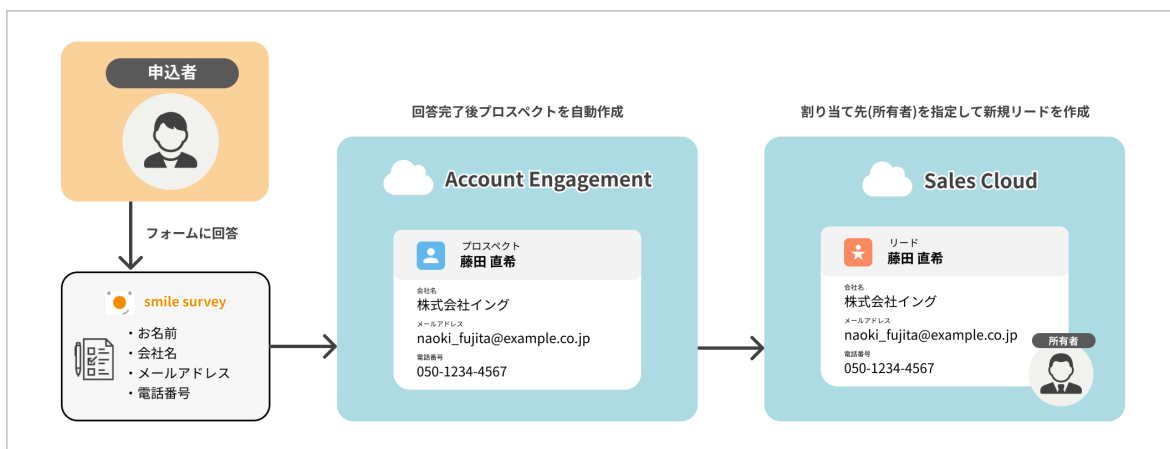 申込者
フォームに回答
smile survey
・お名前
・会社名
・メールアドレス
・電話番号
回答完了後プロスペクトを自動作成
Account Engagement
プロスペクト
藤田 直希
会社名
株式会社イング
メールアドレス
naoki_fujita@example.co.jp
電話番号
050-1234-4567
割り当て先(所有者)を指定して新規リードを作成
Sales Cloud
リード
藤田 直希
会社名
株式会社イング
メールアドレス
naoki_fujita@example.co.jp
電話番号
050-1234-4567
所有者